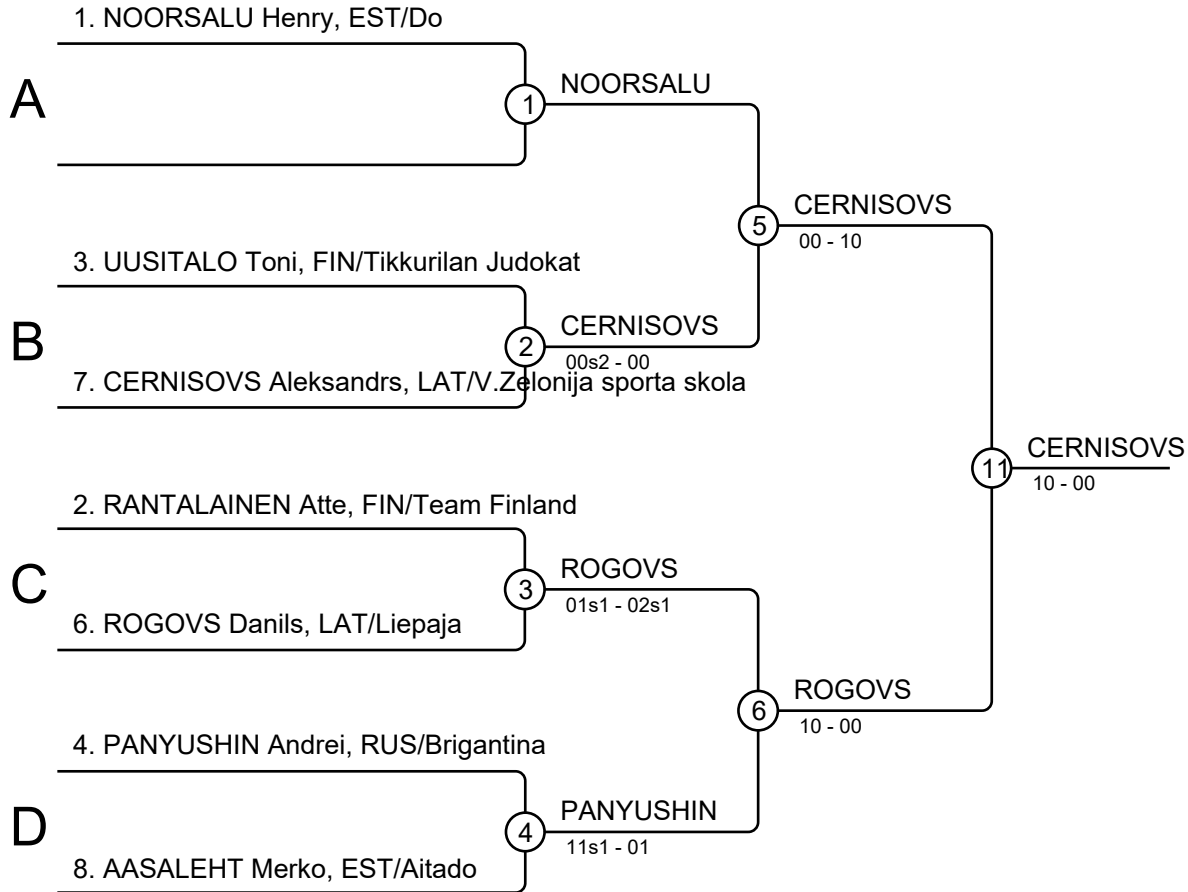 1. NOORSALU Henry, EST/Do
A
1
NOORSALU
5
CERNISOVS
00 - 10
3. UUSITALO Toni, FIN/Tikkurilan Judokat
B
2
CERNISOVS
00s2 - 00
7. CERNISOVS Aleksandrs, LAT/V.Zelonija sporta skola
11
CERNISOVS
10 - 00
2. RANTALAINEN Atte, FIN/Team Finland
C
3
ROGOVS
01s1 - 02s1
6. ROGOVS Danils, LAT/Liepaja
6
ROGOVS
10 - 00
4. PANYUSHIN Andrei, RUS/Brigantina
D
4
PANYUSHIN
11s1 - 01
8. AASALEHT Merko, EST/Aitado